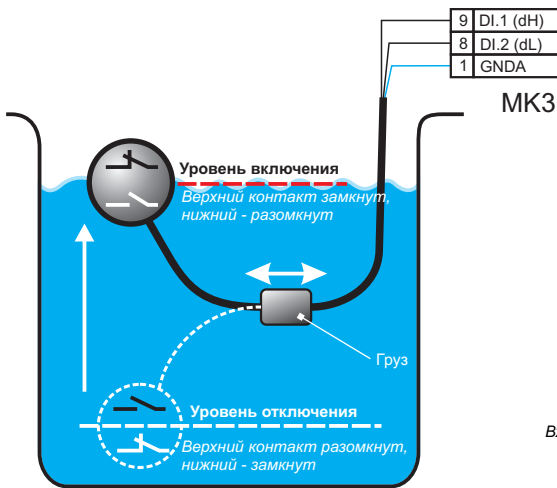 9 DI.1 (dH)
8 DI.2 (dL)
1 GNDA
МК3
Уровень включения
Верхний контакт замкнут,
нижний - разомкнут
Груз
Уровень отключения
Верхний контакт разомкнут,
нижний - замкнут